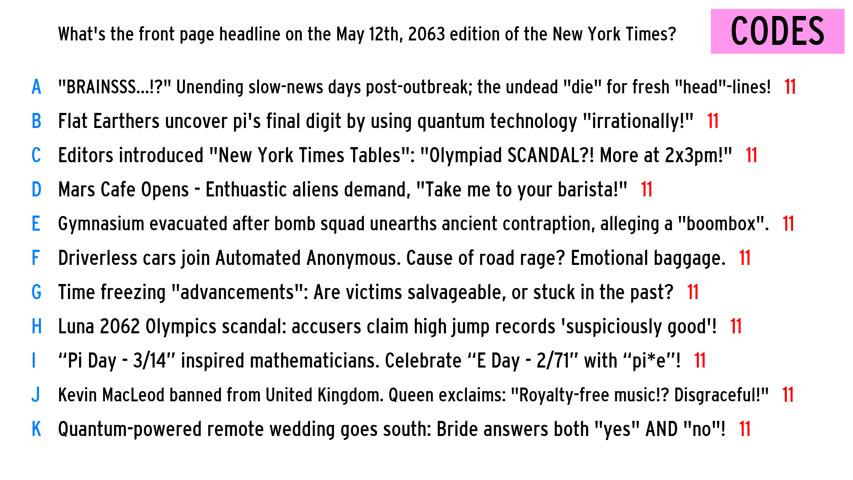 What's the front page headline on the May 12th, 2063 edition of the New York Times? CODES
A "BRAINSSS...!?" Unending slow-news days post-outbreak; the undead "die" for fresh "head"-lines! 11
B Flat Earthers uncover pi's final digit by using quantum technology "irrationally!" 11
C Editors introduced "New York Times Tables": "Olympiad SCANDAL?! More at 2x3pm!" 11
D Mars Cafe Opens - Enthuastic aliens demand, "Take me to your barista!" 11
E Gymnasium evacuated after bomb squad unearths ancient contraption, alleging a "boombox". 11
F Driverless cars join Automated Anonymous. Cause of road rage? Emotional baggage. 11
G Time freezing "advancements": Are victims salvageable, or stuck in the past? 11
H Luna 2062 Olympics scandal: accusers claim high jump records 'suspiciously good'! 11
I “Pi Day - 3/14” inspired mathematicians. Celebrate “E Day - 2/71” with “pi*e”! 11
J Kevin MacLeod banned from United Kingdom. Queen exclaims: "Royalty-free music!? Disgraceful!" 11
K Quantum-powered remote wedding goes south: Bride answers both "yes" AND "no"! 11